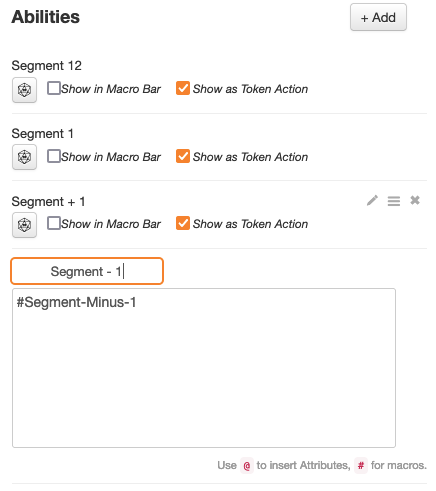 Abilities
+ Add
Segment 12
Show in Macro Bar Show as Token Action
Segment 1
Show in Macro Bar Show as Token Action
Segment + 1
Show in Macro Bar Show as Token Action
Segment - 1
#Segment-Minus-1
Use @ to insert Attributes, # for macros.